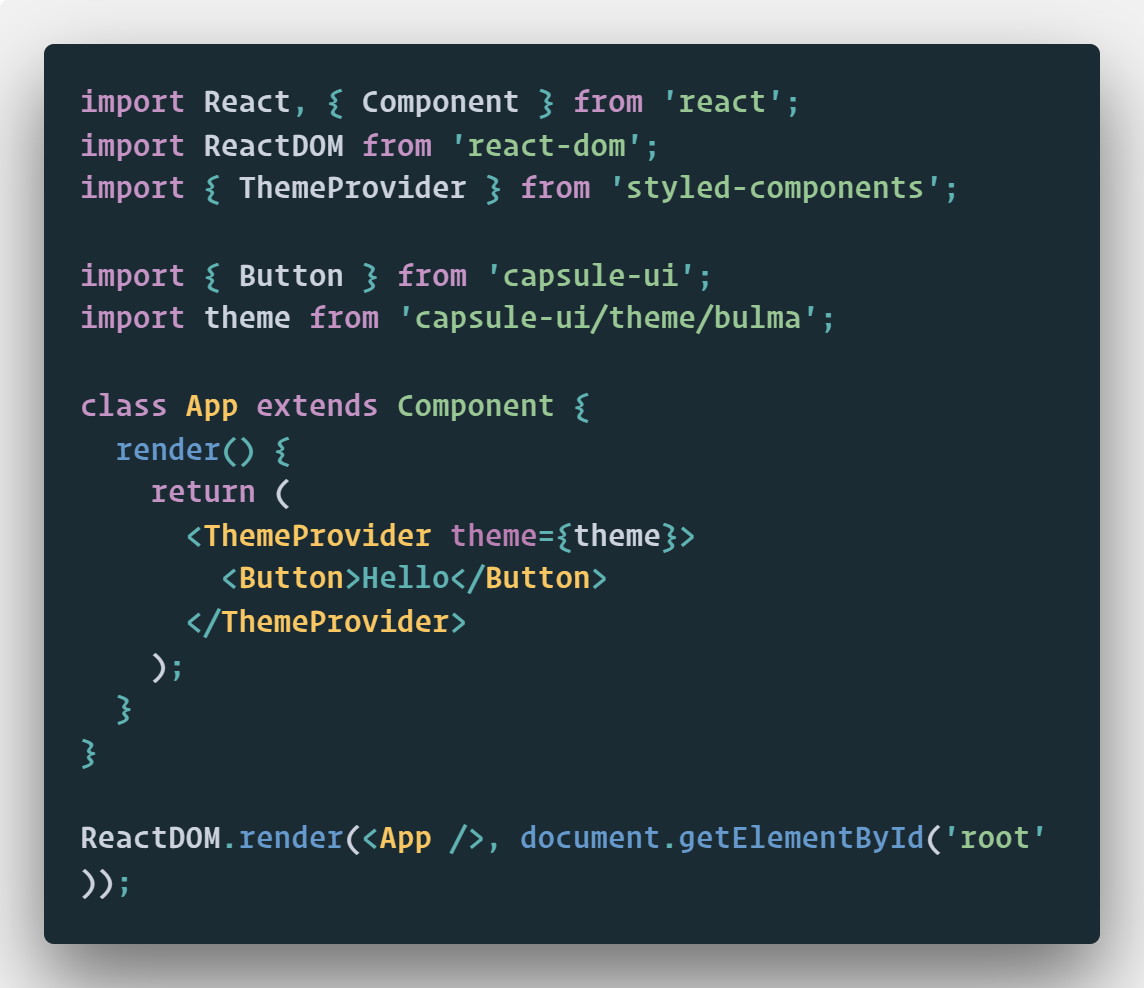 import React, { Component } from 'react';
import ReactDOM from 'react-dom';
import { ThemeProvider } from 'styled-components';

import { Button } from 'capsule-ui';
import theme from 'capsule-ui/theme/bulma';

class App extends Component {
  render() {
    return (
      <ThemeProvider theme={theme}>
        <Button>Hello</Button>
      </ThemeProvider>
    );
  }
}

ReactDOM.render(<App />, document.getElementById('root'
));